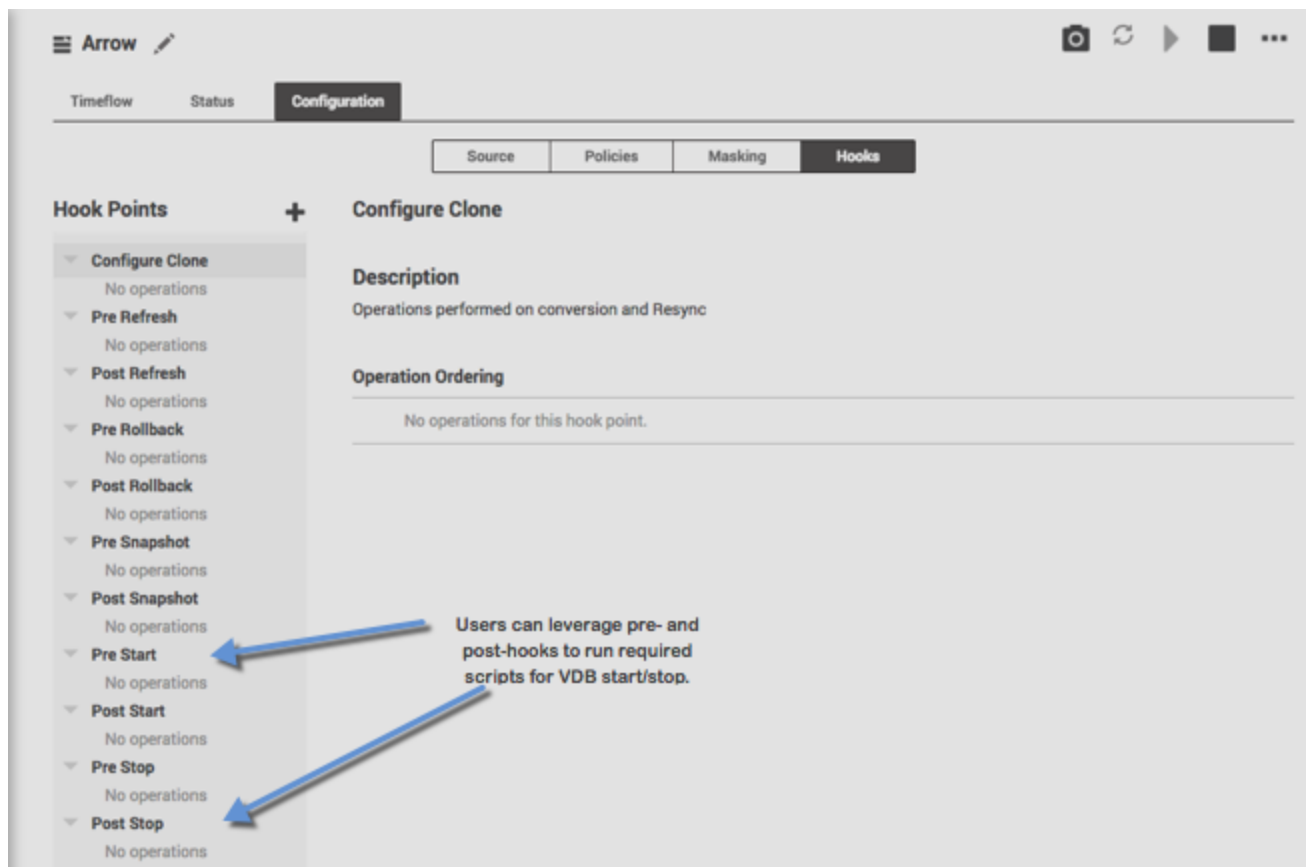 Arrow
Timeflow Status Configuration
Source Policies Masking Hooks
Hook Points
Configure Clone
No operations
Pre Refresh
No operations
Post Refresh
No operations
Pre Rollback
No operations
Post Rollback
No operations
Pre Snapshot
No operations
Post Snapshot
No operations
Pre Start
No operations
Post Start
No operations
Pre Stop
No operations
Post Stop
No operations
Configure Clone
Description
Operations performed on conversion and Resync
Operation Ordering
No operations for this hook point.
Users can leverage pre- and
post-hooks to run required
scripts for VDB start/stop.